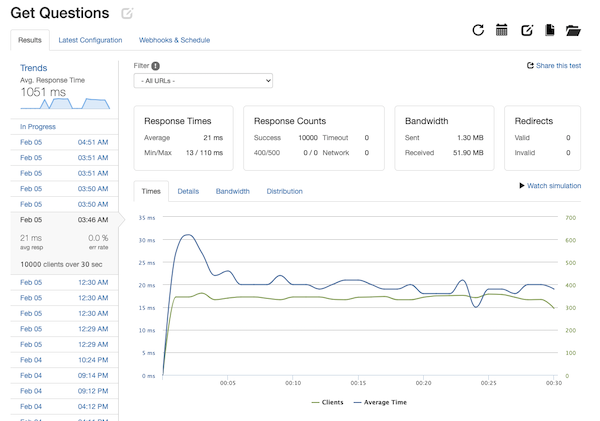 Get Questions
Results
Latest Configuration
Webhooks & Schedule
Trends
Avg. Response Time
1051 ms
In Progress
Feb 05 04:51 AM
Feb 05 03:51 AM
Feb 05 03:51 AM
Feb 05 03:50 AM
Feb 05 03:50 AM
Feb 05 03:46 AM
21 ms 0.0 %
avg resp err rate
10000 clients over 30 sec
Feb 05 12:30 AM
Feb 05 12:30 AM
Feb 05 12:30 AM
Feb 05 12:29 AM
Feb 05 12:29 AM
Feb 04 10:24 PM
Feb 04 09:14 PM
Feb 04 09:12 PM
Feb 04 04:12 PM
Filter !
Share this test
- All URLs -
Response Times
Average 21 ms
Min/Max 13 / 110 ms
Response Counts
Success 10000 Timeout 0
400/500 0 / 0 Network 0
Bandwidth
Sent 1.30 MB
Received 51.90 MB
Redirects
Valid 0
Invalid 0
Times
Details
Bandwidth
Distribution
Watch simulation
35 ms
30 ms
25 ms
20 ms
15 ms
10 ms
5 ms
0 ms
700
600
500
400
300
200
100
0
00:05 00:10 00:15 00:20 00:25 00:30
Clients Average Time